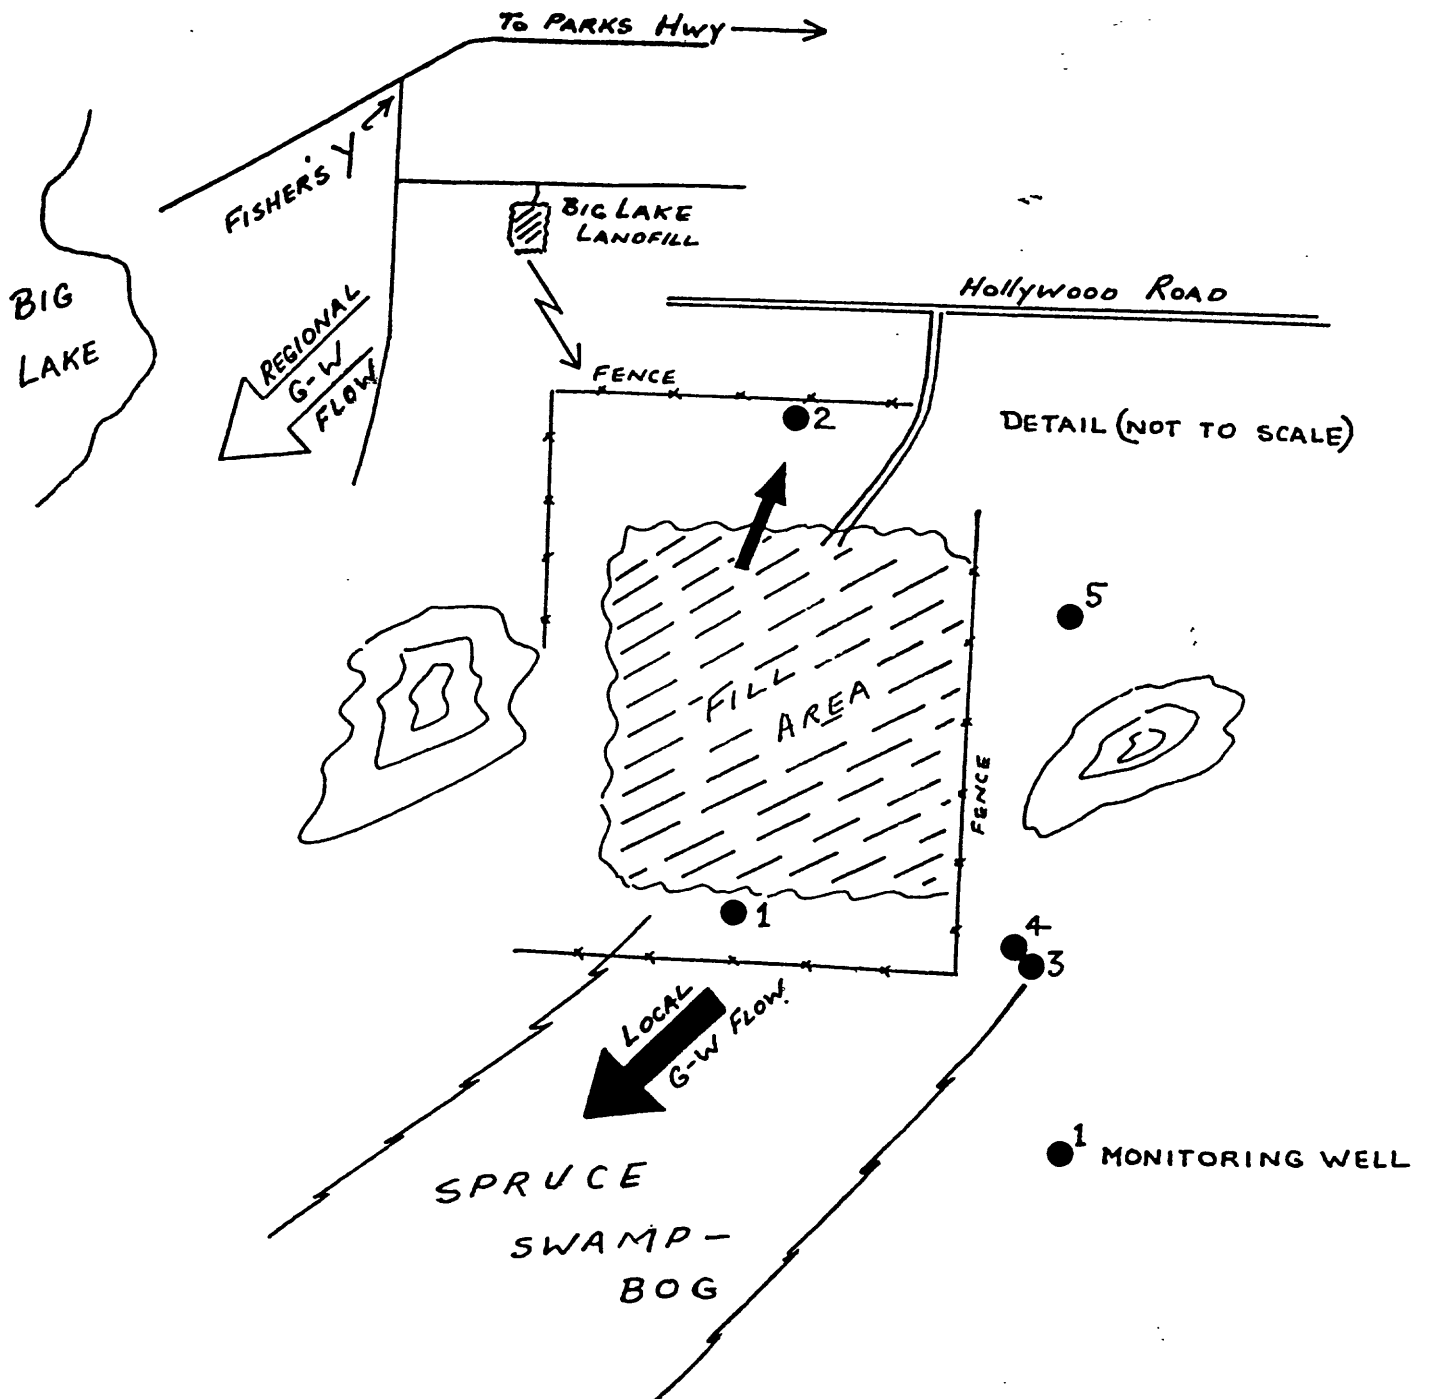 To PARKS HWY
FISHER'S Y
BIG LAKE
LANDFILL
BIG
LAKE
REGIONAL
G-W
FLOW
HOllYWOOD ROAD
FENCE
2
DETAIL (NOT TO SCALE)
5
FILL
AREA
FENCE
1
4
3
LOCAL
G-W FLOW
1 MONITORING WELL
SPRUCE
SWAMP-
BOG